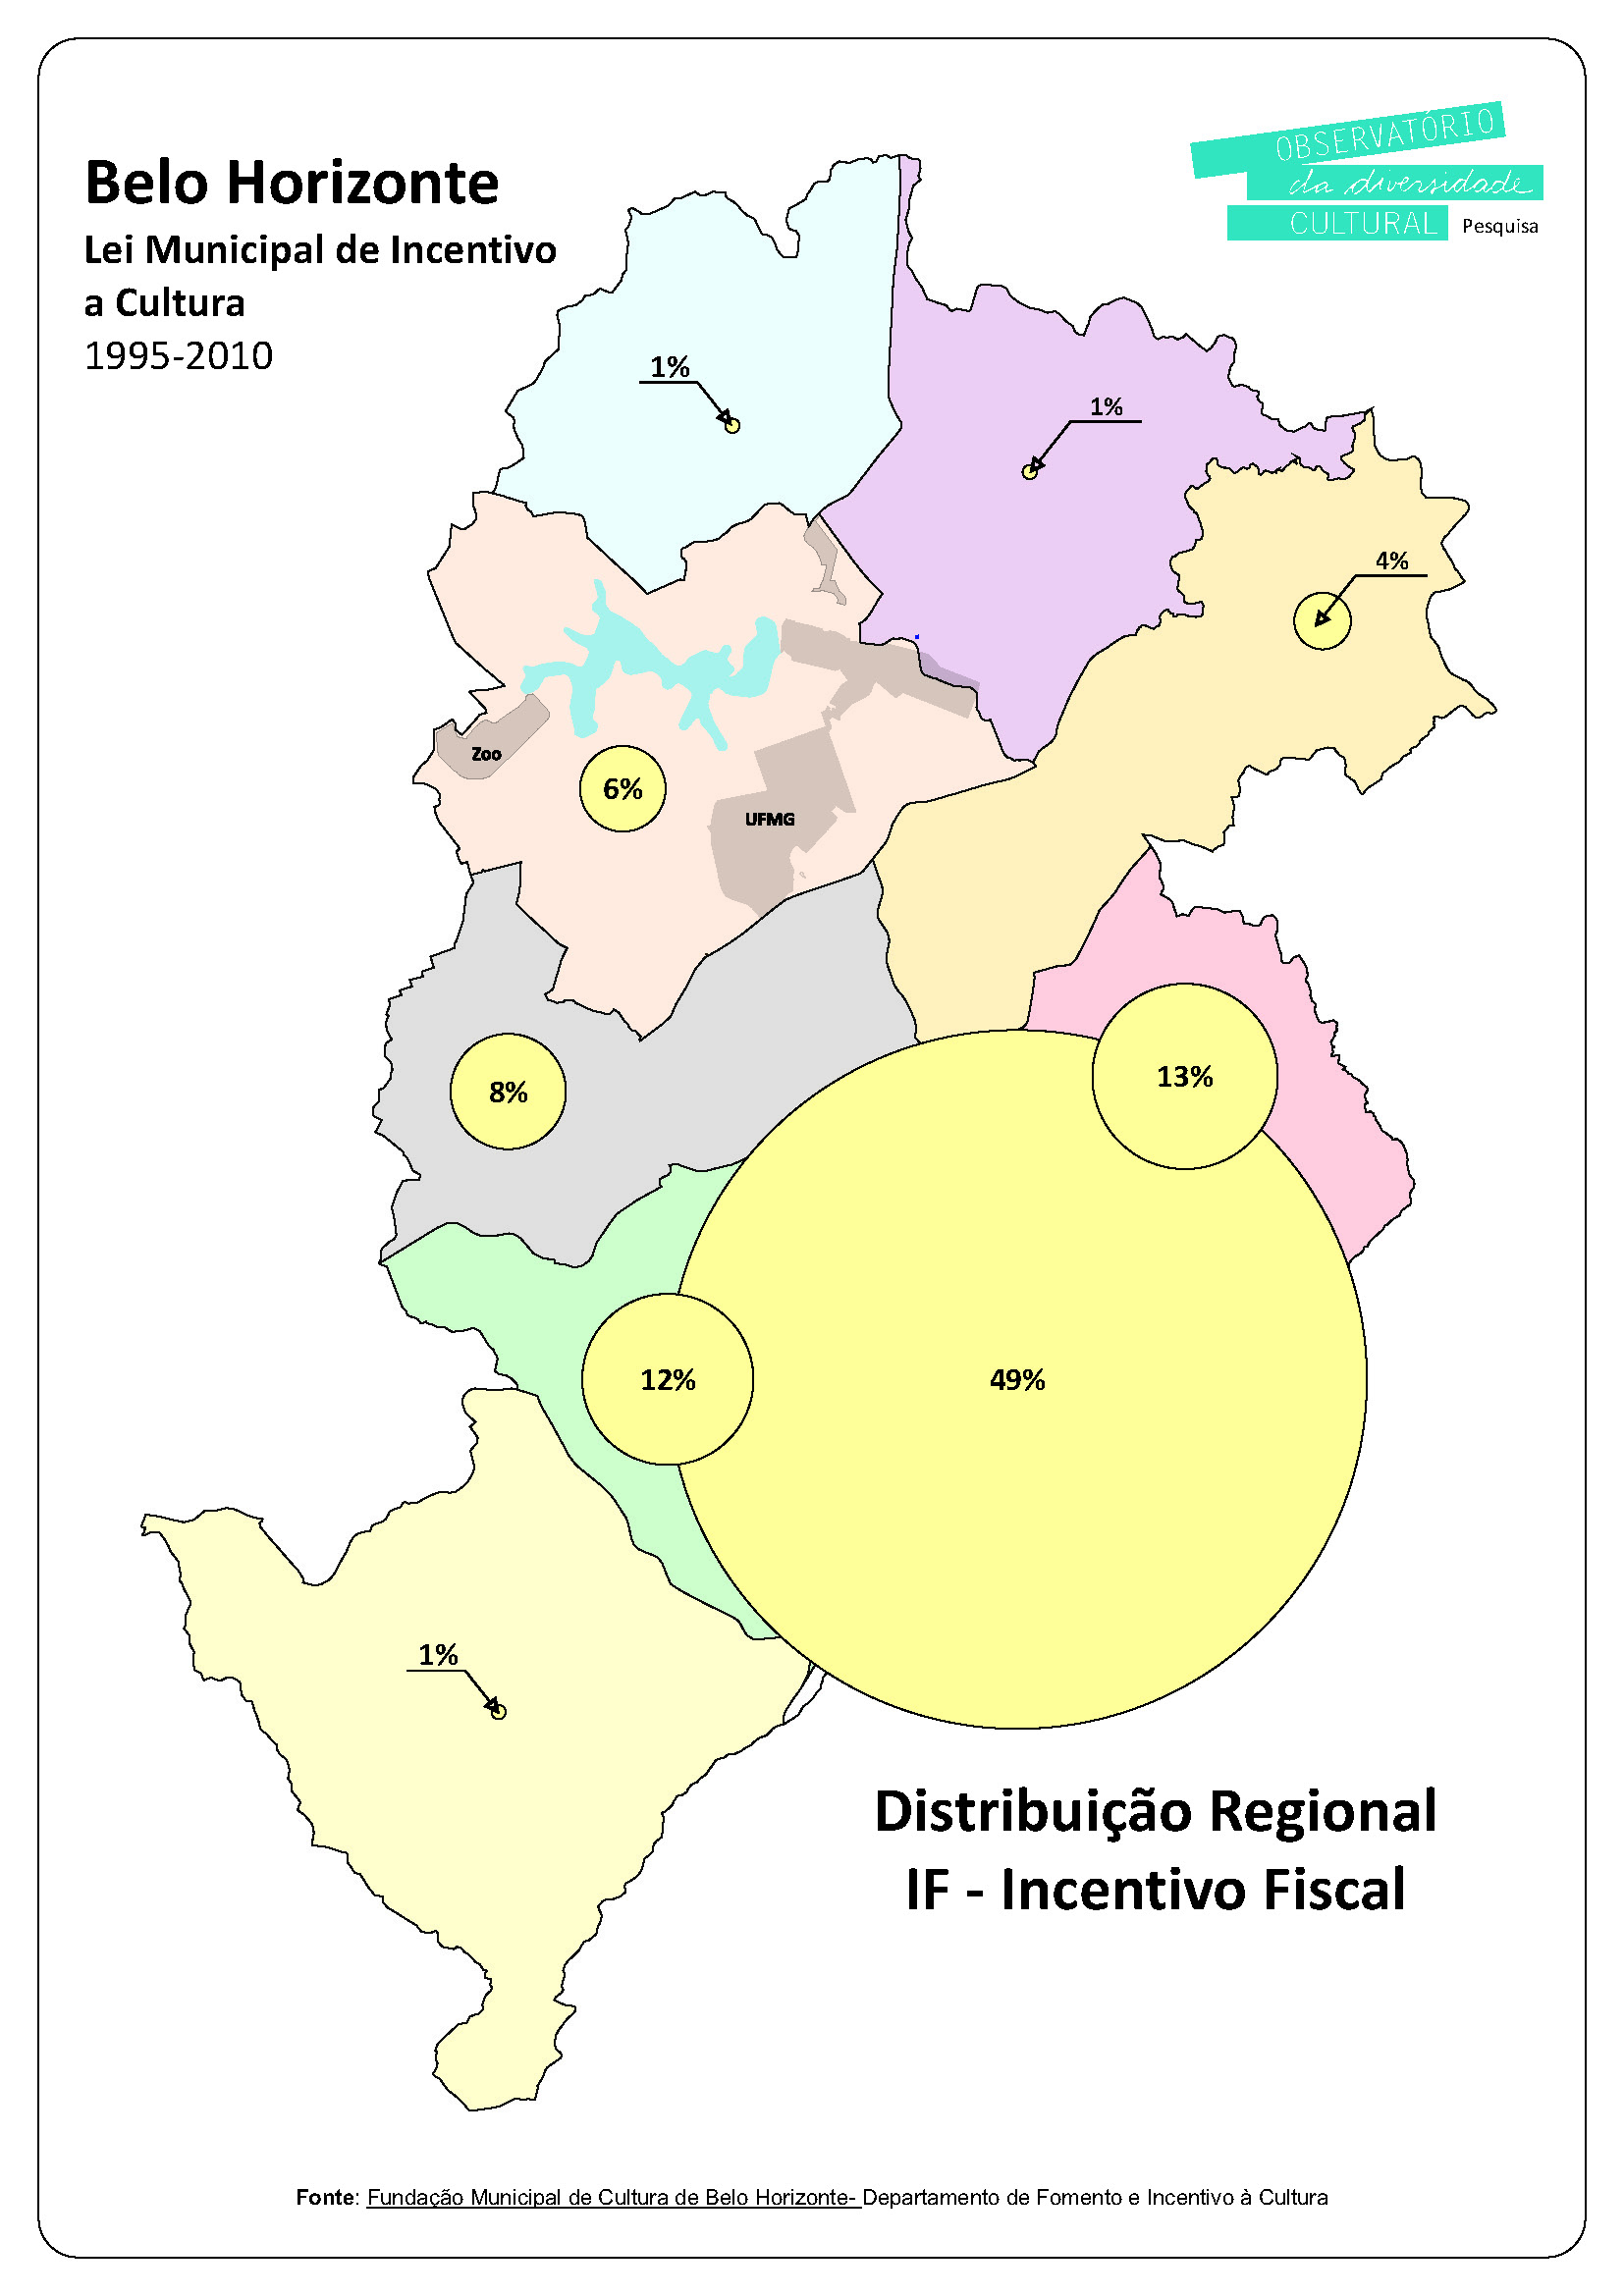 Belo Horizonte
Lei Municipal de Incentivo
a Cultura
1995-2010
OBSERVATÓRIO
da diversidade
CULTURAL Pesquisa
1%
1%
4%
Zoo
6%
UFMG
8%
13%
12%
49%
1%
Distribuição Regional
IF - Incentivo Fiscal
Fonte: Fundação Municipal de Cultura de Belo Horizonte- Departamento de Fomento e Incentivo à Cultura